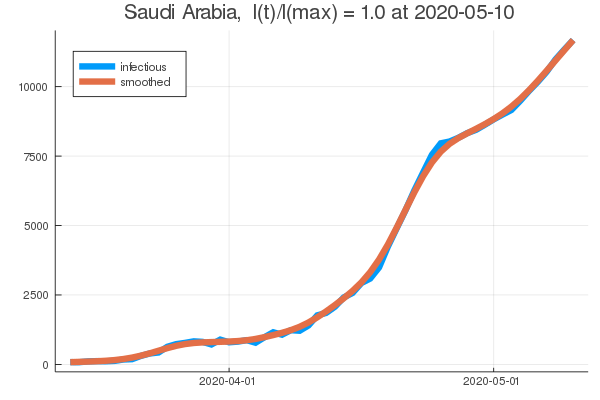 Saudi Arabia, I(t)/I(max) = 1.0 at 2020-05-10
infectious
smoothed
10000
7500
5000
2500
0
2020-04-01 2020-05-01